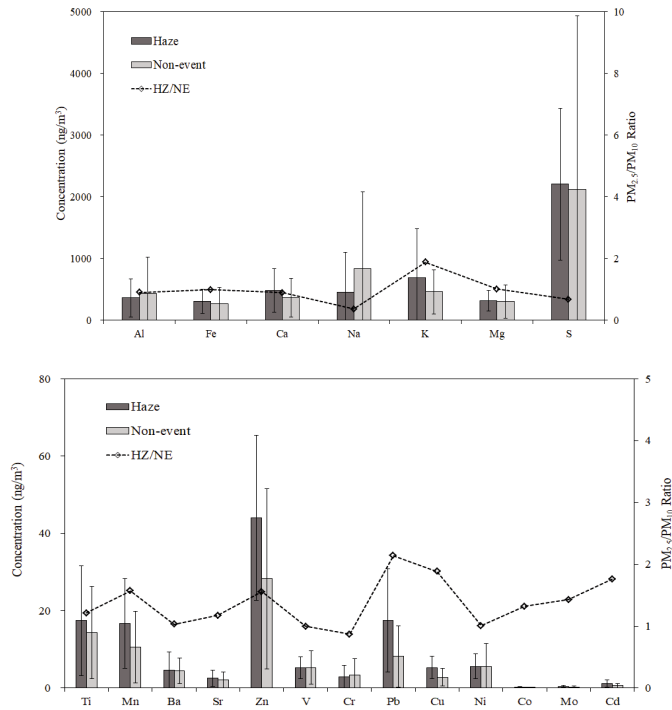 5000
4000
3000
2000
1000
0
Concentration (ng/m³)
Haze
Non-event
HZ/NE
10
8
6
4
2
0
PM₂.₅/PM₁₀ Ratio
Al Fe Ca Na K Mg S
80
60
40
20
0
Concentration (ng/m³)
Haze
Non-event
HZ/NE
5
4
3
2
1
0
PM₂.₅/PM₁₀ Ratio
Ti Mn Ba Sr Zn V Cr Pb Cu Ni Co Mo Cd